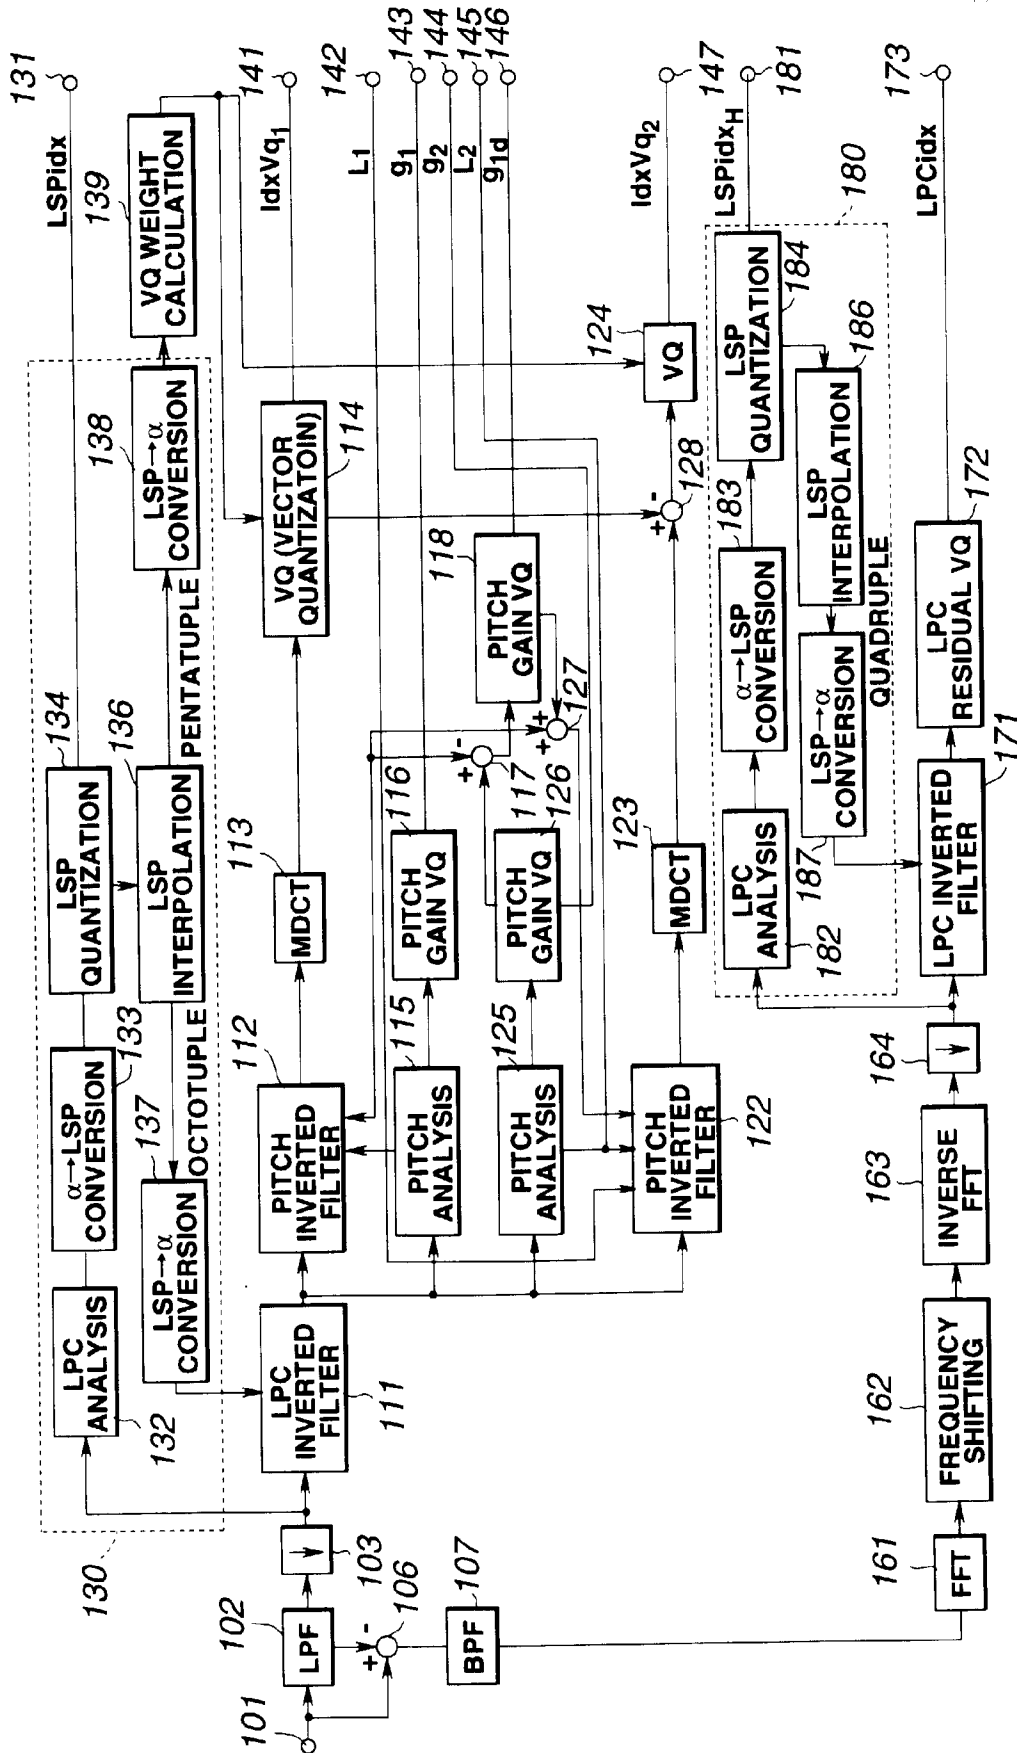 101
102
LPF
103
106
+
-
107
BPF
130
LPC
ANALYSIS
132
α→LSP
CONVERSION
133
LSP
QUANTIZATION
134
LSPidx
131
LSP→α
CONVERSION
137
OCTOTUPLE
LSP
INTERPOLATION
136
PENTATUPLE
LSP→α
CONVERSION
138
VQ WEIGHT
CALCULATION
139
LPC
INVERTED
FILTER
111
PITCH
INVERTED
FILTER
112
MDCT
113
VQ (VECTOR
QUANTIZATOIN)
114
IdxVq1
141
L1
142
PITCH
ANALYSIS
115
PITCH
GAIN VQ
116
g1
143
g2
144
L2
145
g1d
146
+
-
117
PITCH
GAIN VQ
118
+
+
127
PITCH
ANALYSIS
125
PITCH
GAIN VQ
126
PITCH
INVERTED
FILTER
122
MDCT
123
+
-
128
VQ
124
IdxVq2
147
LPC
ANALYSIS
182
α→LSP
CONVERSION
183
LSP
QUANTIZATION
184
LSPidxH
181
180
LSP→α
CONVERSION
187
LSP
INTERPOLATION
186
QUADRUPLE
FFT
161
FREQUENCY
SHIFTING
162
INVERSE
FFT
163
164
LPC INVERTED
FILTER
171
LPC
RESIDUAL VQ
172
LPCidx
173